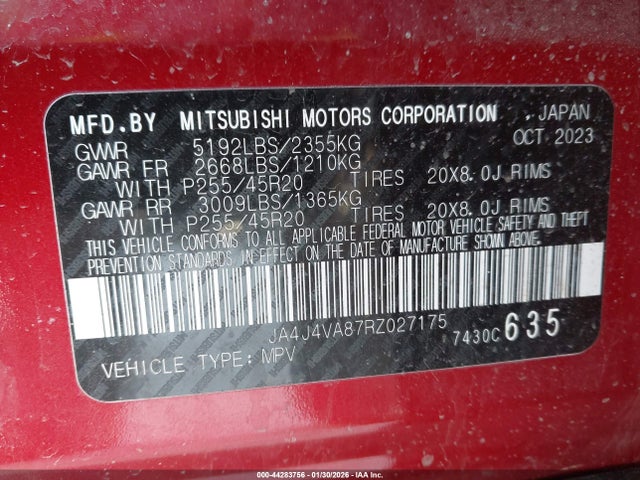 MFD.BY MITSUBISHI MOTORS CORPORATION , JAPAN
GVWR 5192LBS/2355KG OCT 2023
GAWR FR 2668LBS/1210KG
WITH P255/45R20 TIRES 20X8.0J RIMS
GAWR RR 3009LBS/1365KG
WITH P255/45R20 TIRES 20X8.0J RIMS
THIS VEHICLE CONFORMS TO ALL APPLICABLE FEDERAL MOTOR VEHICLE SAFETY AND THEFT
PREVENTION STANDARDS IN EFFECT ON THE DATE OF MANUFACTURE SHOWN ABOVE.
JA4J4VA87RZ027175 7430C 635
VEHICLE TYPE: MPV
000-44283756 - 01/30/2026 - IAA Inc.